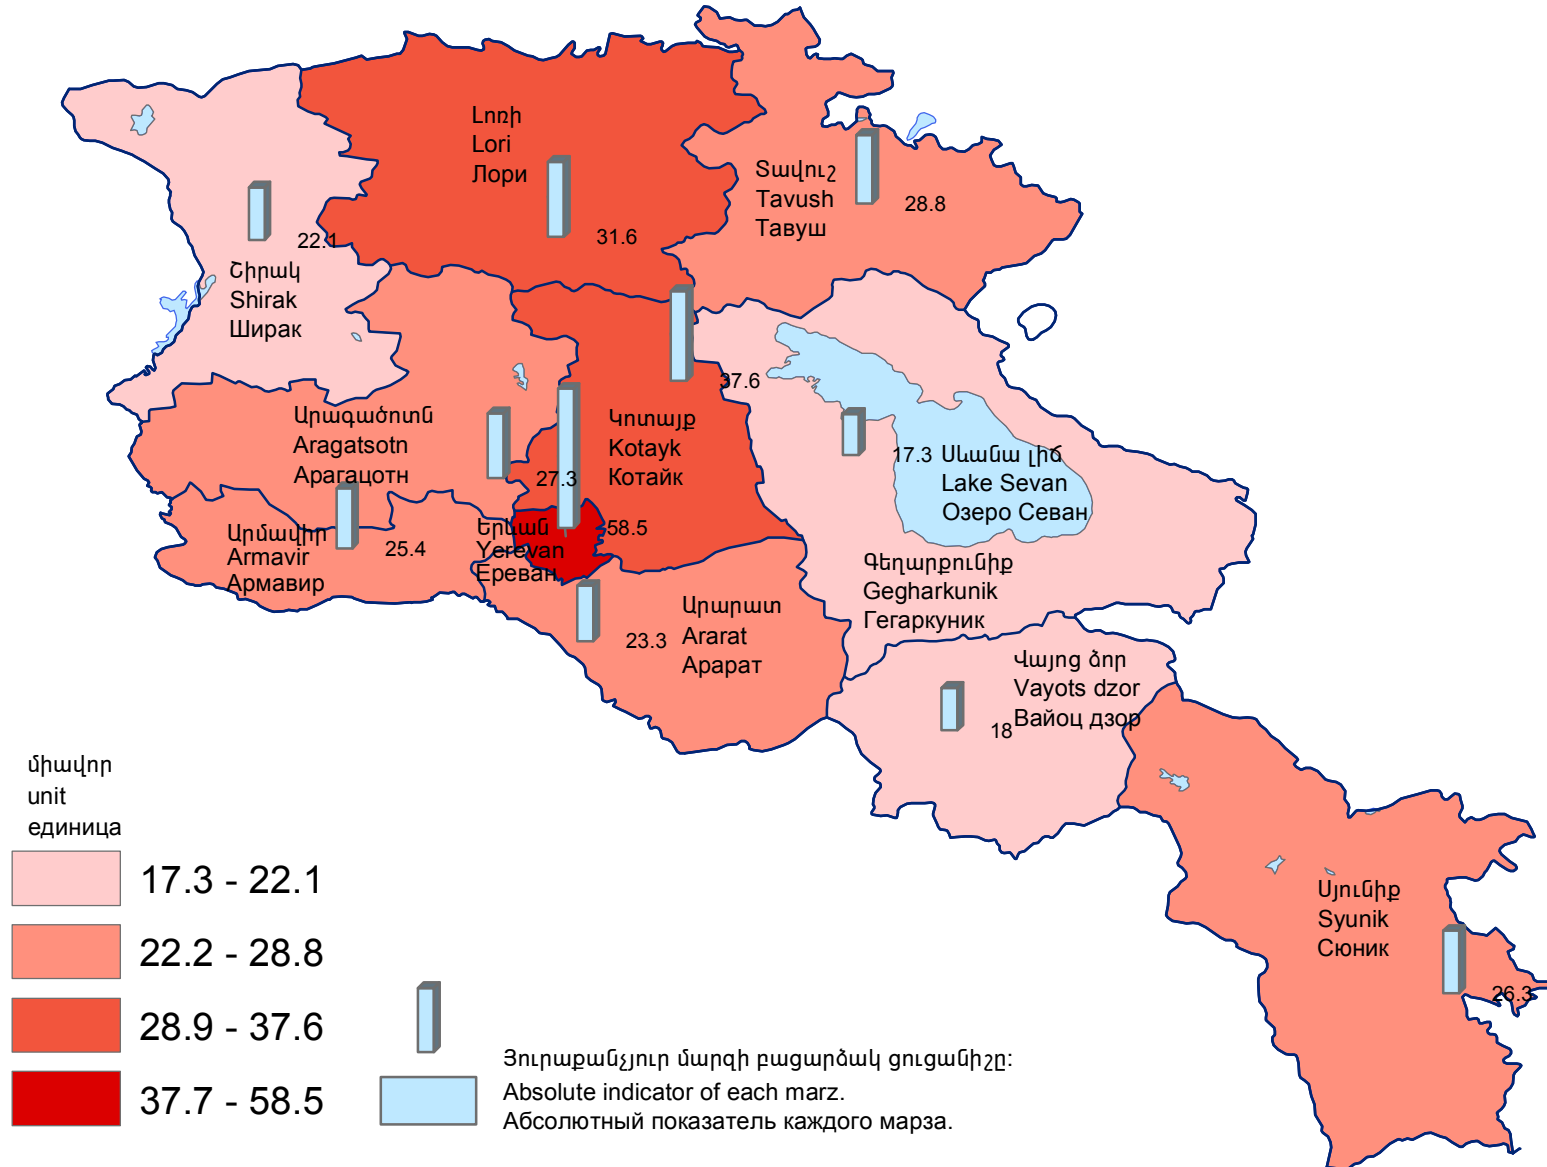 Լոռի
Lori
Лори
31.6
Տավուշ
Tavush
Тавуш
28.8
22.1
Շիրակ
Shirak
Ширак
37.6
Արագածոտն
Aragatsotn
Арагацотн
27.3
Կոտայք
Kotayk
Котайк
17.3
Սևանա լիճ
Lake Sevan
Озеро Севан
Արմավիր
Armavir
Армавир
25.4
Երևան
Yerevan
Ереван
58.5
Գեղարքունիք
Gegharkunik
Гегаркуник
23.3
Արարատ
Ararat
Арарат
Վայոց ձոր
Vayots dzor
Вайоц дзор
18
Սյունիք
Syunik
Сюник
26.3
միավոր
unit
единица
17.3 - 22.1
22.2 - 28.8
28.9 - 37.6
37.7 - 58.5
Յուրաքանչյուր մարզի բացարձակ ցուցանիշը:
Absolute indicator of each marz.
Абсолютный показатель каждого марза.